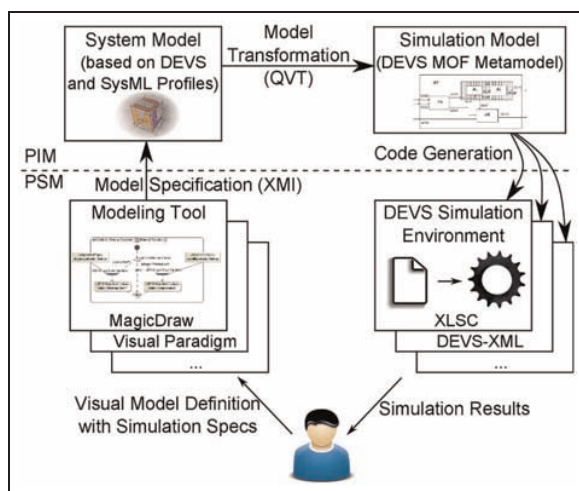 System Model
(based on DEVS
and SysML Profiles)
Model
Transformation
(QVT)
Simulation Model
(DEVS MOF Metamodel)
PIM
PSM
Code Generation
Model Specification (XMI)
Modeling Tool
MagicDraw
Visual Paradigm
...
DEVS Simulation
Environment
XLSC
DEVS-XML
...
Visual Model Definition
with Simulation Specs
Simulation Results